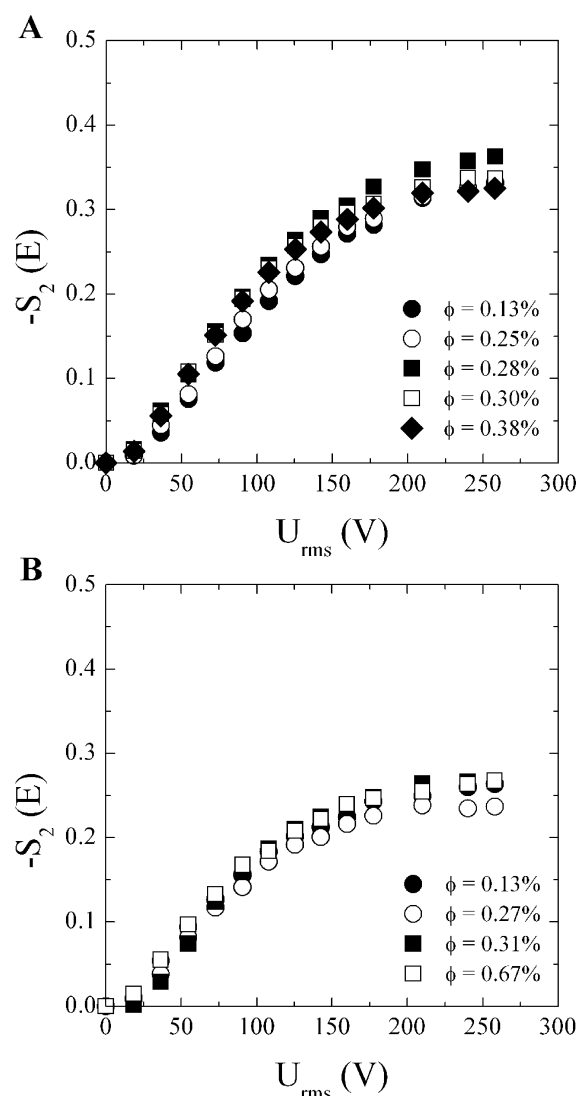 A
0.5
0.4
0.3
0.2
0.1
0.0
-S₂ (E)
ϕ = 0.13%
ϕ = 0.25%
ϕ = 0.28%
ϕ = 0.30%
ϕ = 0.38%
0 50 100 150 200 250 300
Uᵣₘₛ (V)
B
0.5
0.4
0.3
0.2
0.1
0.0
-S₂ (E)
ϕ = 0.13%
ϕ = 0.27%
ϕ = 0.31%
ϕ = 0.67%
0 50 100 150 200 250 300
Uᵣₘₛ (V)